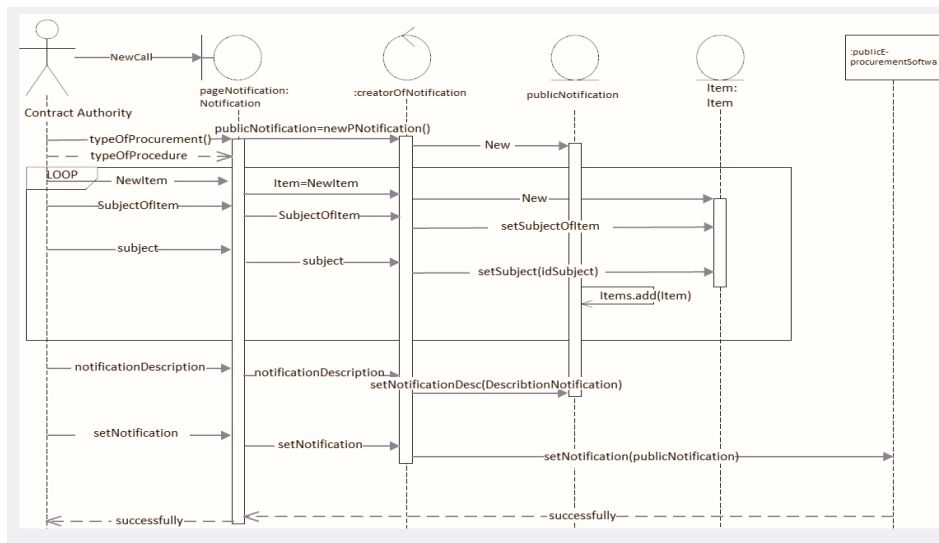 NewCall
:publicE-
procurementSoftwa
pageNotification:
Notification
:creatorOfNotification
publicNotification
Item:
Item
Contract Authority
publicNotification=newPNotification()
typeOfProcurement()
New
typeOfProcedure
LOOP
NewItem
Item=NewItem
New
SubjectOfItem
SubjectOfItem
setSubjectOfItem
subject
subject
setSubject(idSubject)
Items.add(Item)
notificationDescription
notificationDescription
setNotificationDesc(DescribtionNotification)
setNotification
setNotification
setNotification(publicNotification)
successfully
successfully